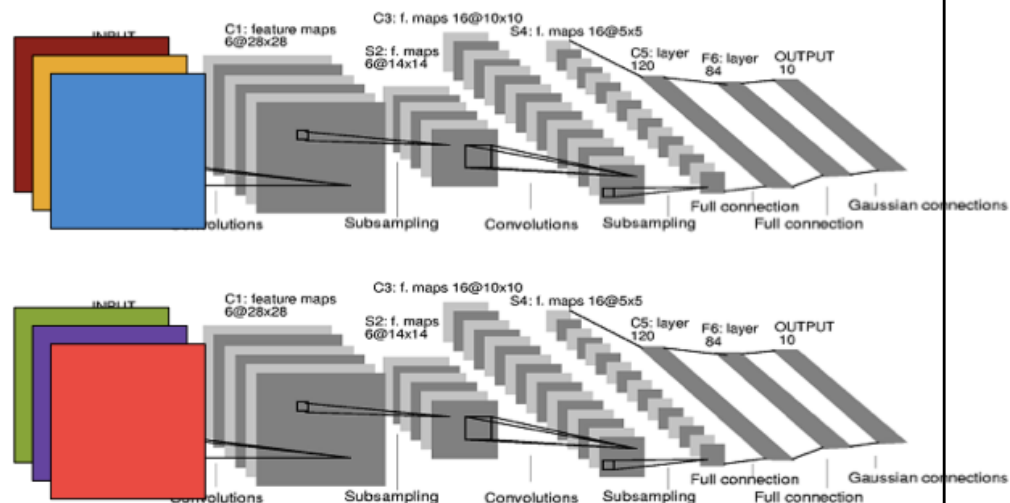 C3: f. maps 16@10x10
C1: feature maps
6@28x28
S4: f. maps 16@5x5
S2: f. maps
6@14x14
C5: layer
120
F6: layer
84
OUTPUT
10
Full connection
Gaussian connections
Subsampling
Convolutions
Subsampling
Full connection
C3: f. maps 16@10x10
C1: feature maps
6@28x28
S4: f. maps 16@5x5
S2: f. maps
6@14x14
C5: layer
120
F6: layer
84
OUTPUT
10
Full connection
Gaussian connections
Convolutions
Subsampling
Convolutions
Subsampling
Full connection